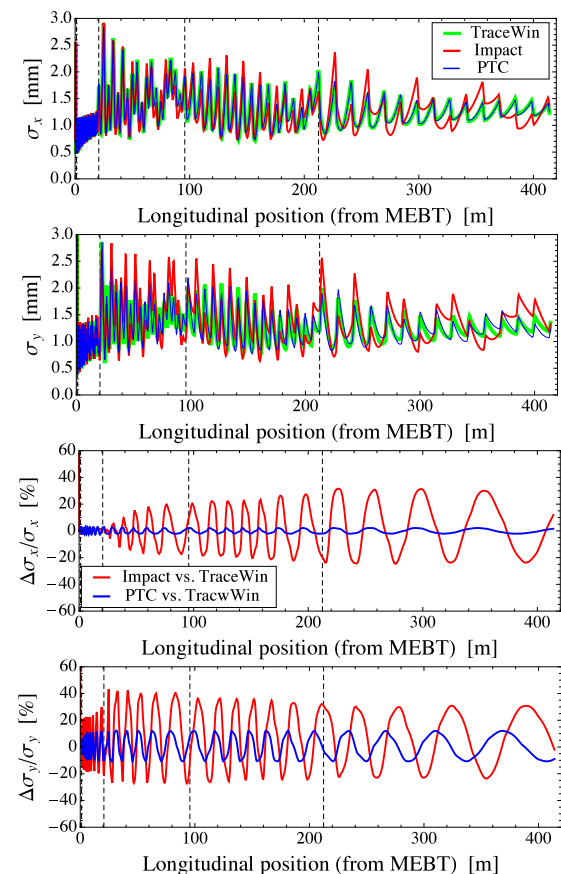 3.0
2.5
2.0
1.5
1.0
0.5
0.0
σx [mm]
TraceWin
Impact
PTC
0 100 200 300 400
Longitudinal position (from MEBT) [m]
3.0
2.5
2.0
1.5
1.0
0.5
0.0
σy [mm]
0 100 200 300 400
Longitudinal position (from MEBT) [m]
60
40
20
0
−20
−40
−60
Δσx/σx [%]
Impact vs. TraceWin
PTC vs. TracwWin
0 100 200 300 400
Longitudinal position (from MEBT) [m]
60
40
20
0
−20
−40
−60
Δσy/σy [%]
0 100 200 300 400
Longitudinal position (from MEBT) [m]